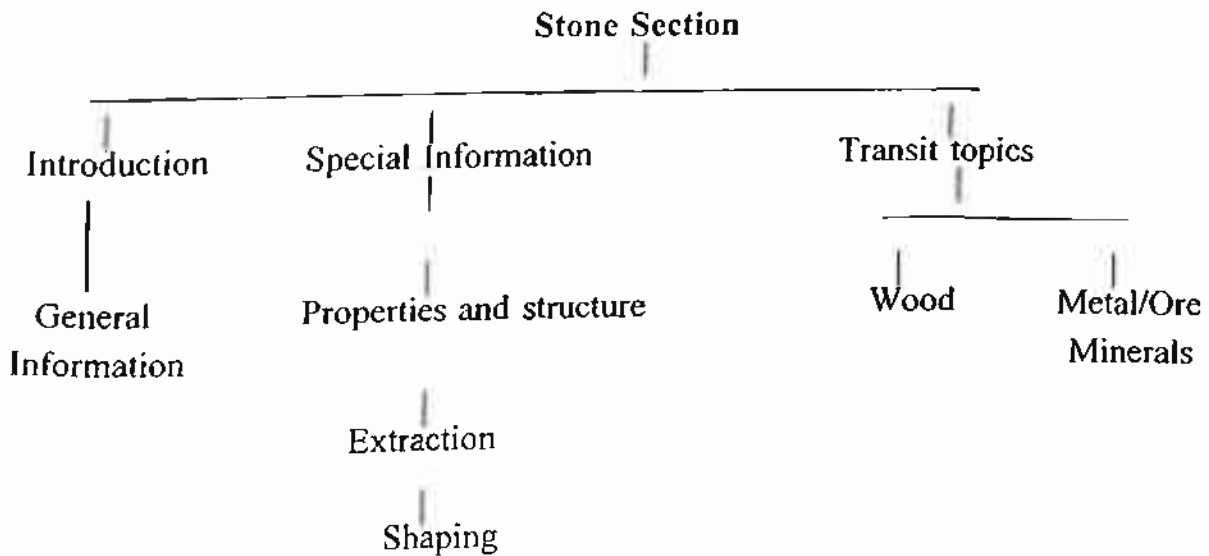 Stone Section
Introduction
Special Information
Transit topics
General
Information
Properties and structure
Wood
Metal/Ore
Minerals
Extraction
Shaping